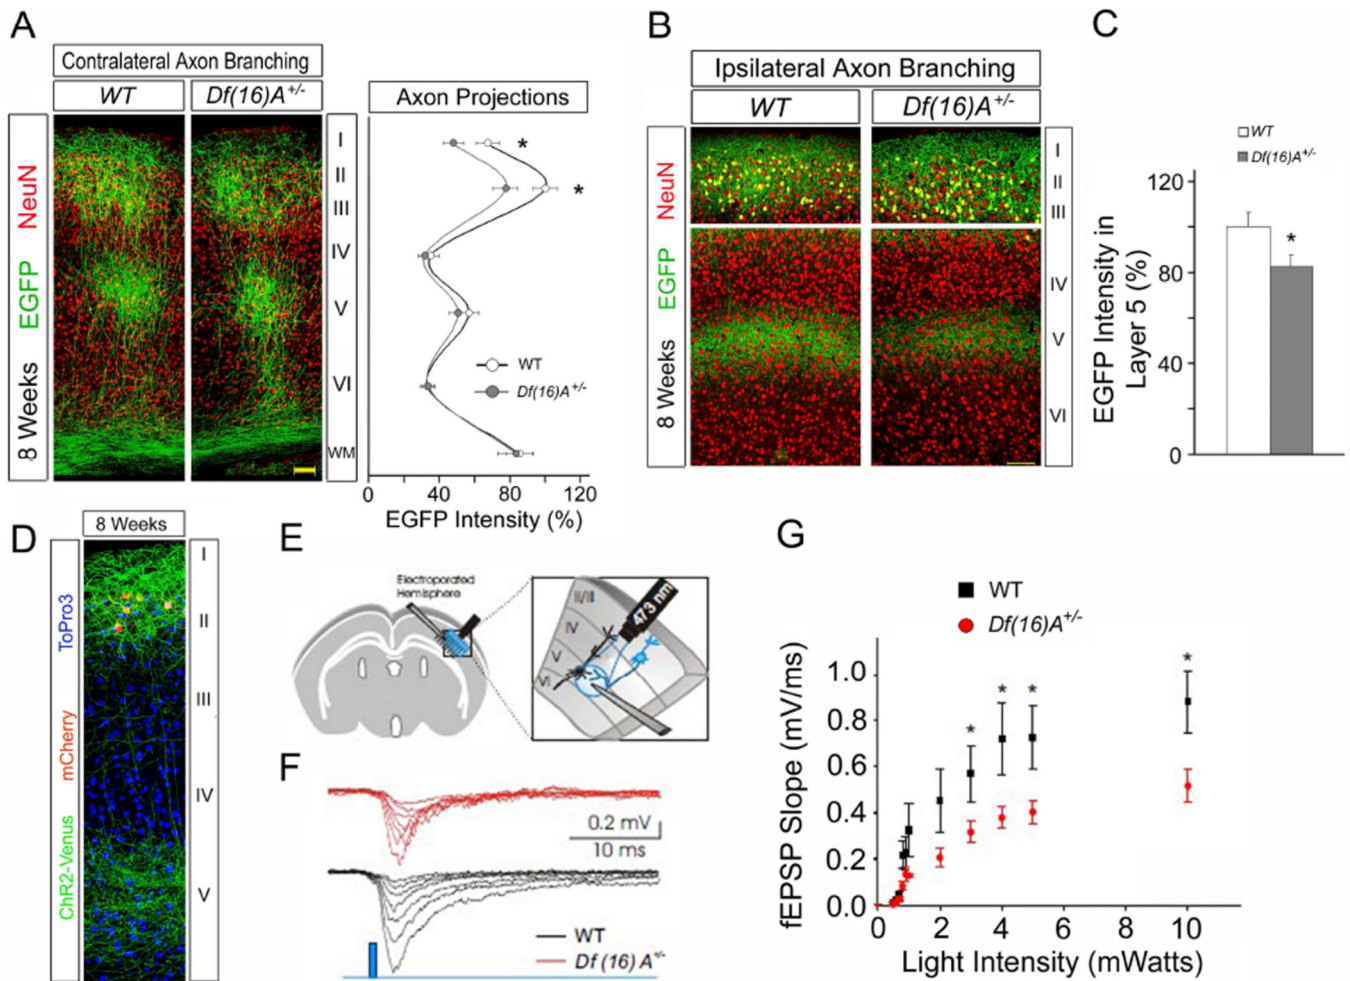 A
Contralateral Axon Branching
WT
Df(16)A+/-
Axon Projections
8 Weeks EGFP NeuN
I
II
III
IV
V
VI
WM
*
*
WT
Df(16)A+/-
0 40 80 120
EGFP Intensity (%)
B
Ipsilateral Axon Branching
WT
Df(16)A+/-
8 Weeks EGFP NeuN
I
II
III
IV
V
VI
C
WT
Df(16)A+/-
EGFP Intensity in
Layer 5 (%)
120
80
40
0
*
D
8 Weeks
ChR2-Venus mCherry ToPro3
I
II
III
IV
V
E
Electroporated
Hemisphere
II/III
IV
V
VI
473 nm
F
0.2 mV
10 ms
WT
Df (16) A+/-
G
WT
Df(16)A+/-
fEPSP Slope (mV/ms)
1.0
0.8
0.6
0.4
0.2
0.0
* * * *
0 2 4 6 8 10
Light Intensity (mWatts)